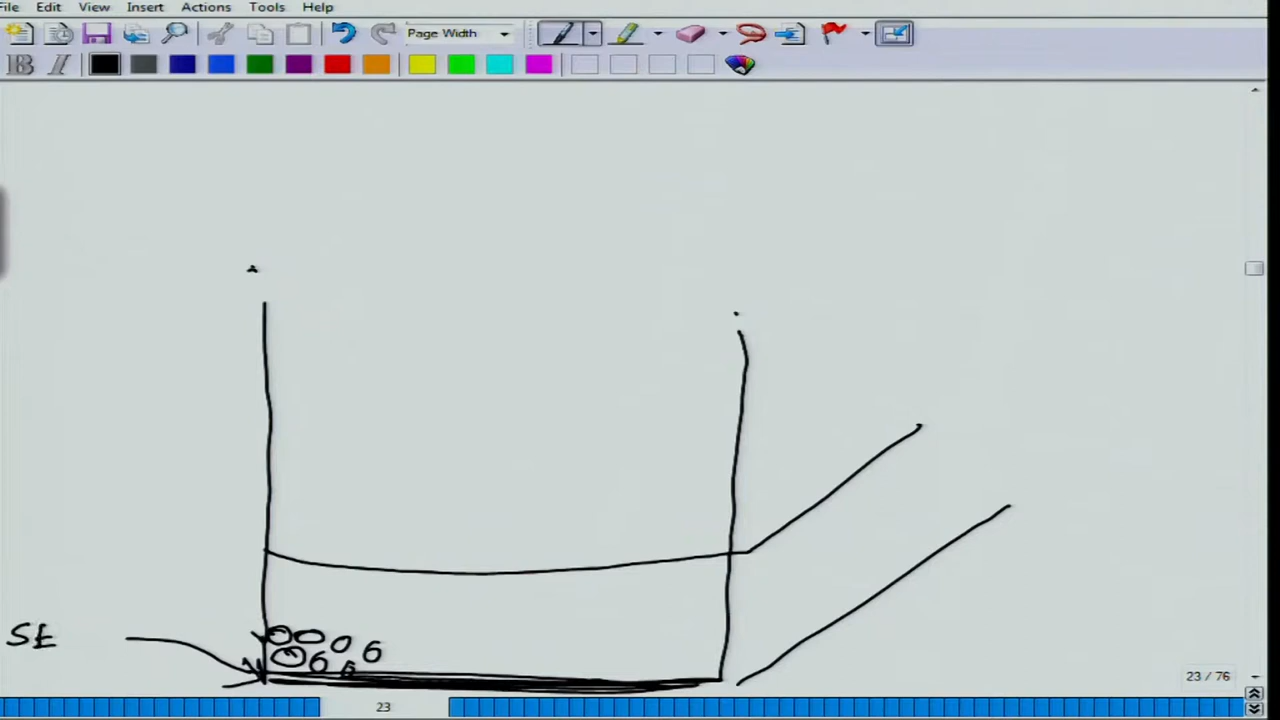 File Edit View Insert Actions Tools Help
Page Width
B I
SE
23 / 76
23